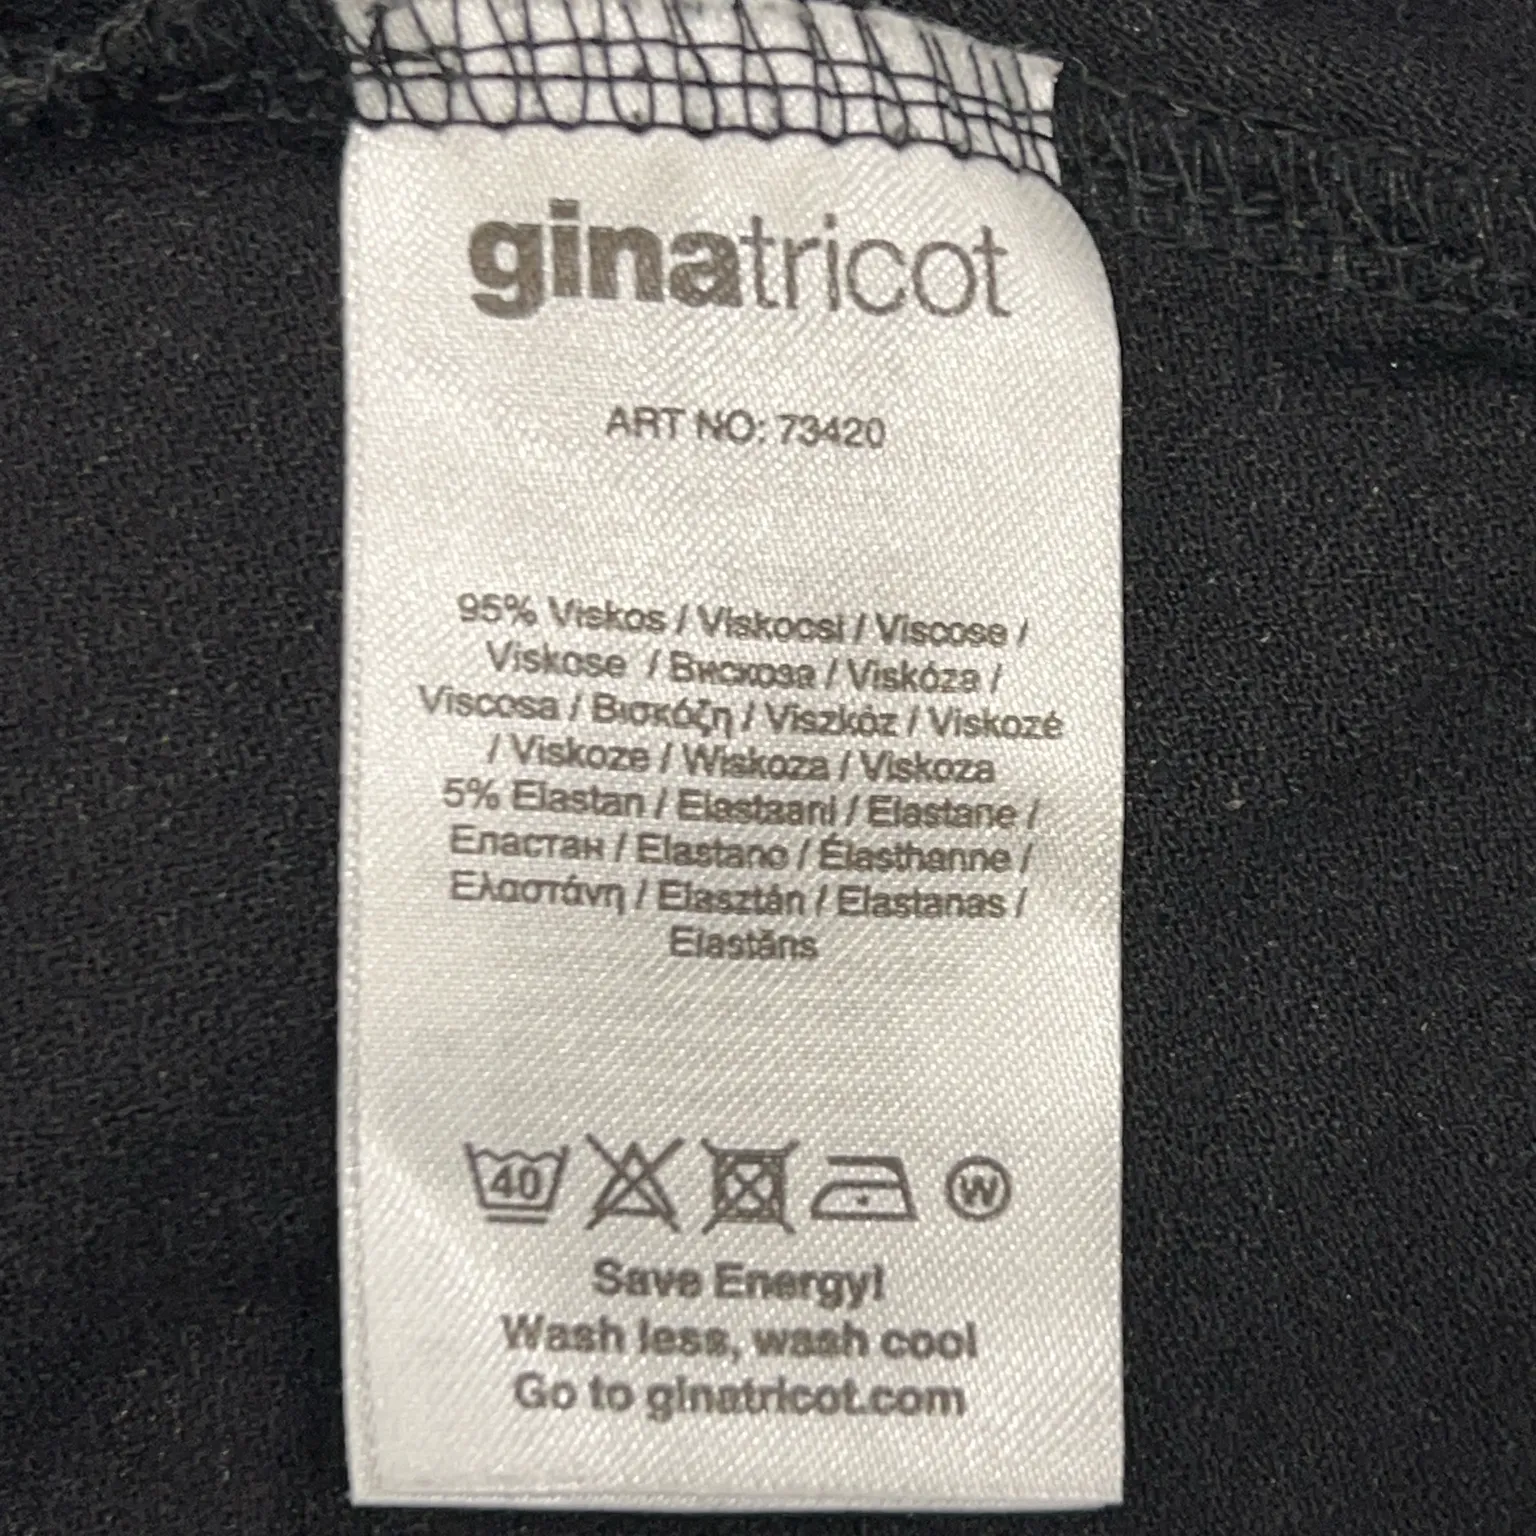 ginatricot
ART NO: 73420
95% Viskos / Viskoosi / Viscose /
Viskose / Вискоза / Viskóza /
Viscosa / Βισκόζη / Viszkóz / Viskozé
/ Viskoze / Wiskoza / Viskoza
5% Elastan / Elastaani / Elastane /
Еластан / Elastano / Élasthanne /
Ελαστάνη / Elasztán / Elastanas /
Elastāns
40
W
Save Energy!
Wash less, wash cool
Go to ginatricot.com